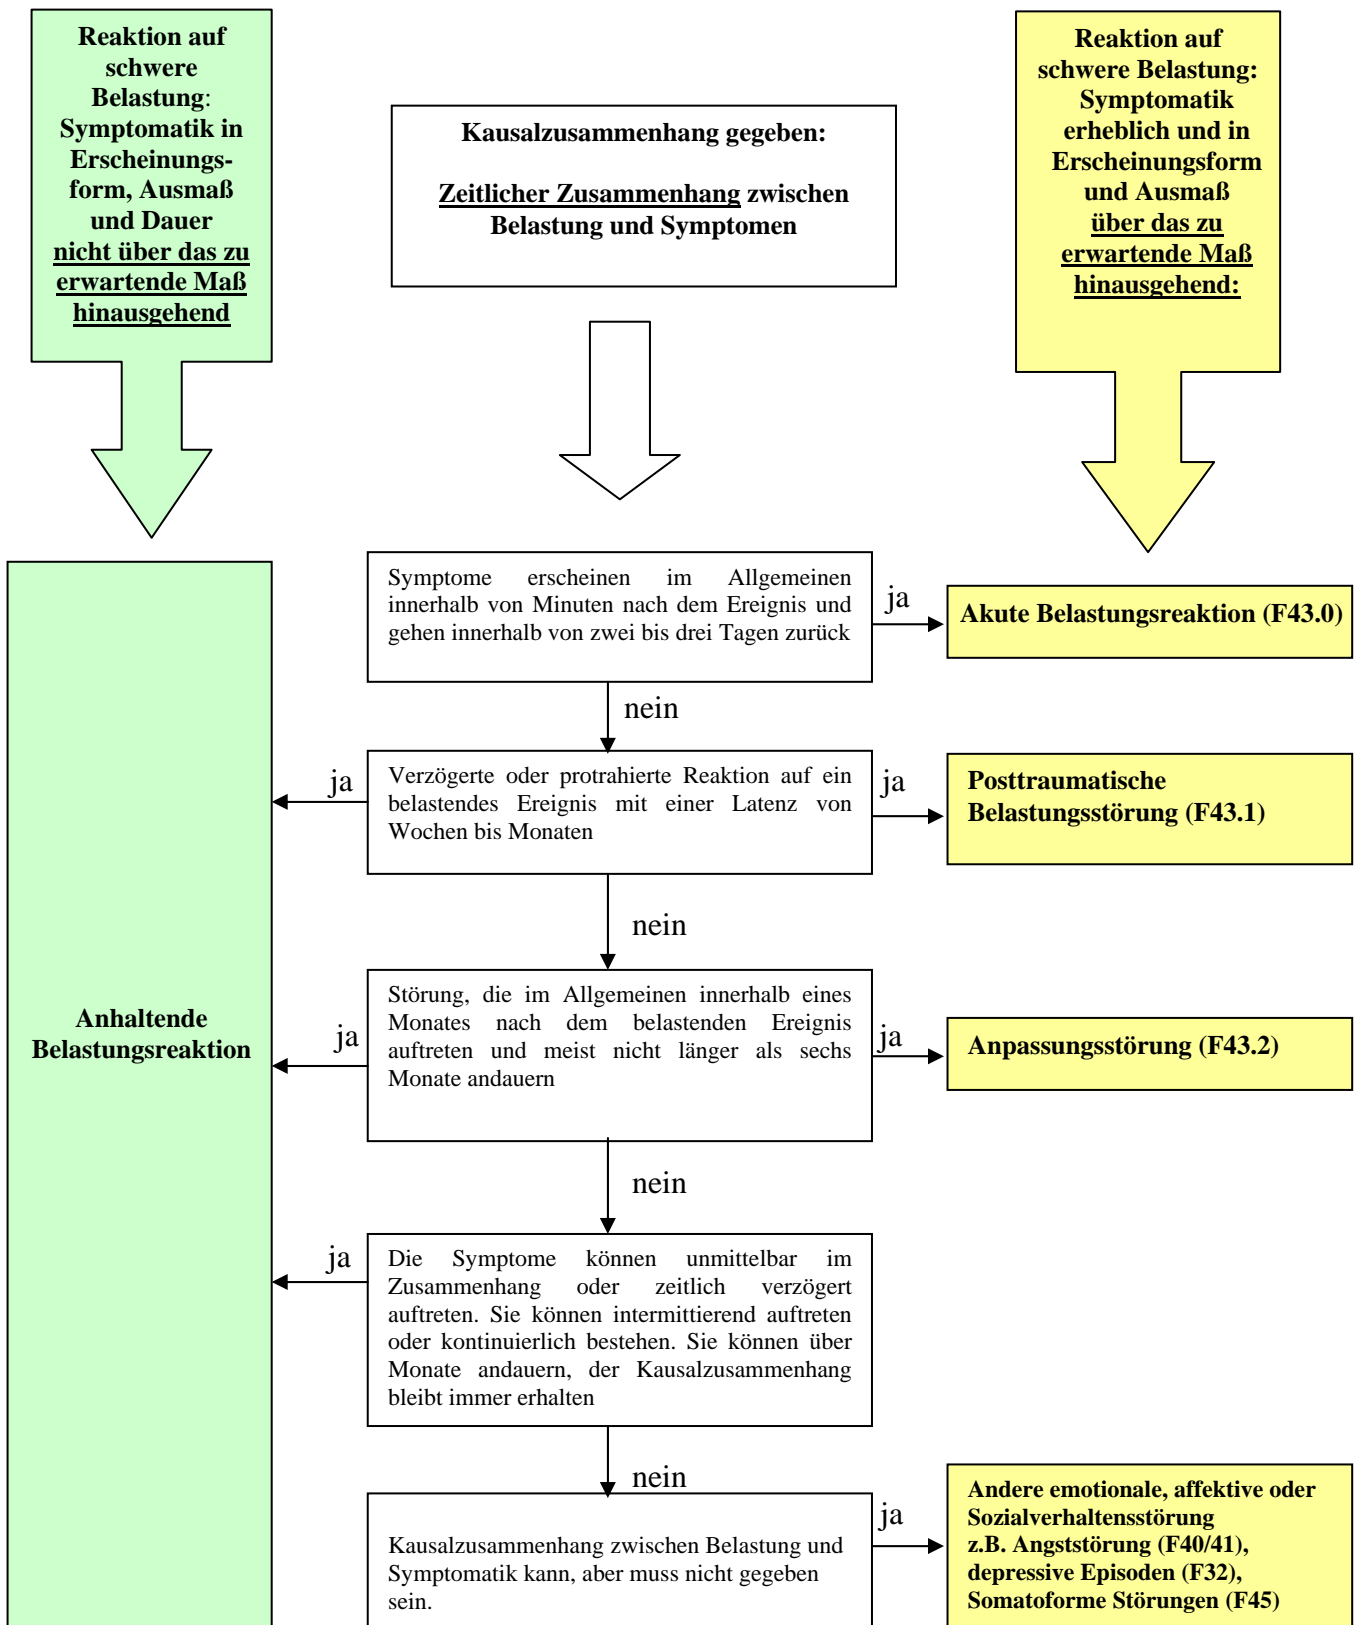 Reaktion auf
schwere
Belastung:
Symptomatik in
Erscheinungs-
form, Ausmaß
und Dauer
nicht über das zu
erwartende Maß
hinausgehend
Kausalzusammenhang gegeben:
Zeitlicher Zusammenhang zwischen
Belastung und Symptomen
Reaktion auf
schwere Belastung:
Symptomatik
erheblich und in
Erscheinungsform
und Ausmaß
über das zu
erwartende Maß
hinausgehend:
Symptome erscheinen im Allgemeinen
innerhalb von Minuten nach dem Ereignis und
gehen innerhalb von zwei bis drei Tagen zurück
ja
Akute Belastungsreaktion (F43.0)
nein
ja
Verzögerte oder protrahierte Reaktion auf ein
belastendes Ereignis mit einer Latenz von
Wochen bis Monaten
ja
Posttraumatische
Belastungsstörung (F43.1)
nein
Anhaltende
Belastungsreaktion
ja
Störung, die im Allgemeinen innerhalb eines
Monates nach dem belastenden Ereignis
auftreten und meist nicht länger als sechs
Monate andauern
ja
Anpassungsstörung (F43.2)
nein
ja
Die Symptome können unmittelbar im
Zusammenhang oder zeitlich verzögert
auftreten. Sie können intermittierend auftreten
oder kontinuierlich bestehen. Sie können über
Monate andauern, der Kausalzusammenhang
bleibt immer erhalten
nein
Kausalzusammenhang zwischen Belastung und
Symptomatik kann, aber muss nicht gegeben
sein.
ja
Andere emotionale, affektive oder
Sozialverhaltensstörung
z.B. Angststörung (F40/41),
depressive Episoden (F32),
Somatoforme Störungen (F45)